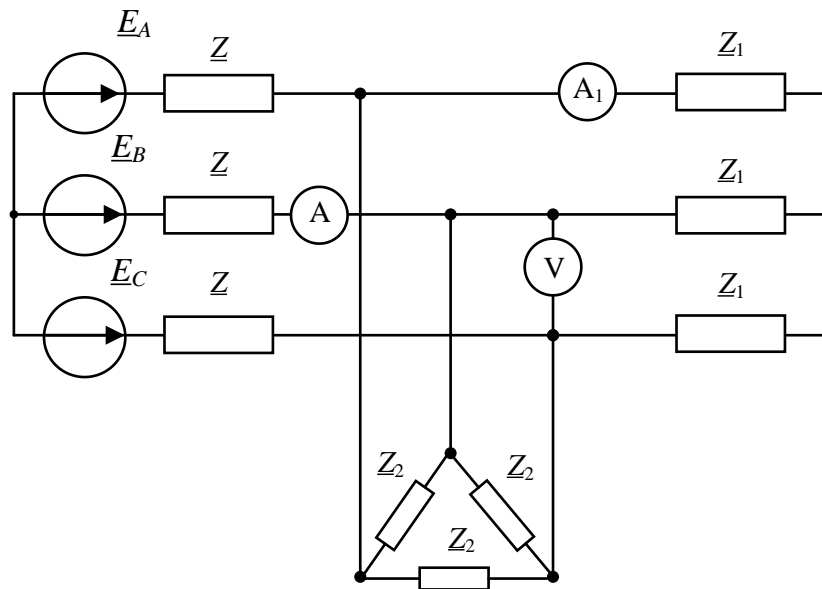 E_A Z Z₁
A₁
E_B Z Z₁
A
V
E_C Z Z₁
Z₂ Z₂
Z₂